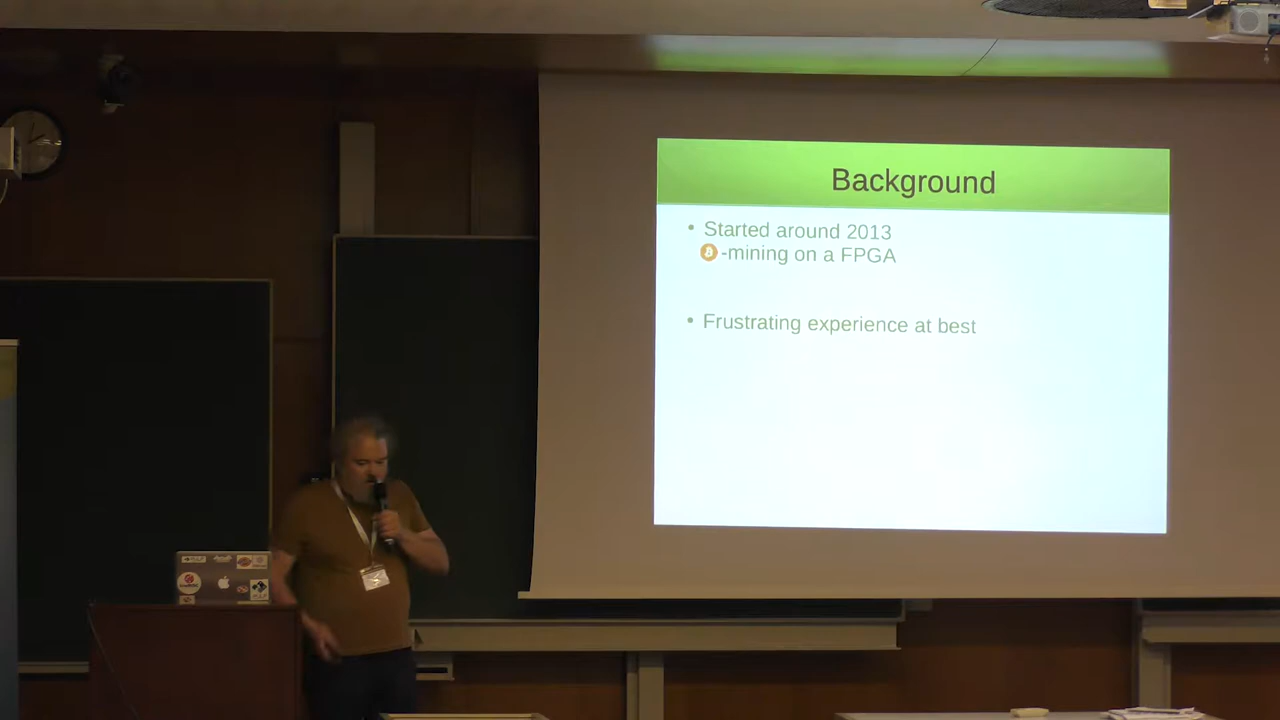 Background
• Started around 2013
-mining on a FPGA
• Frustrating experience at best